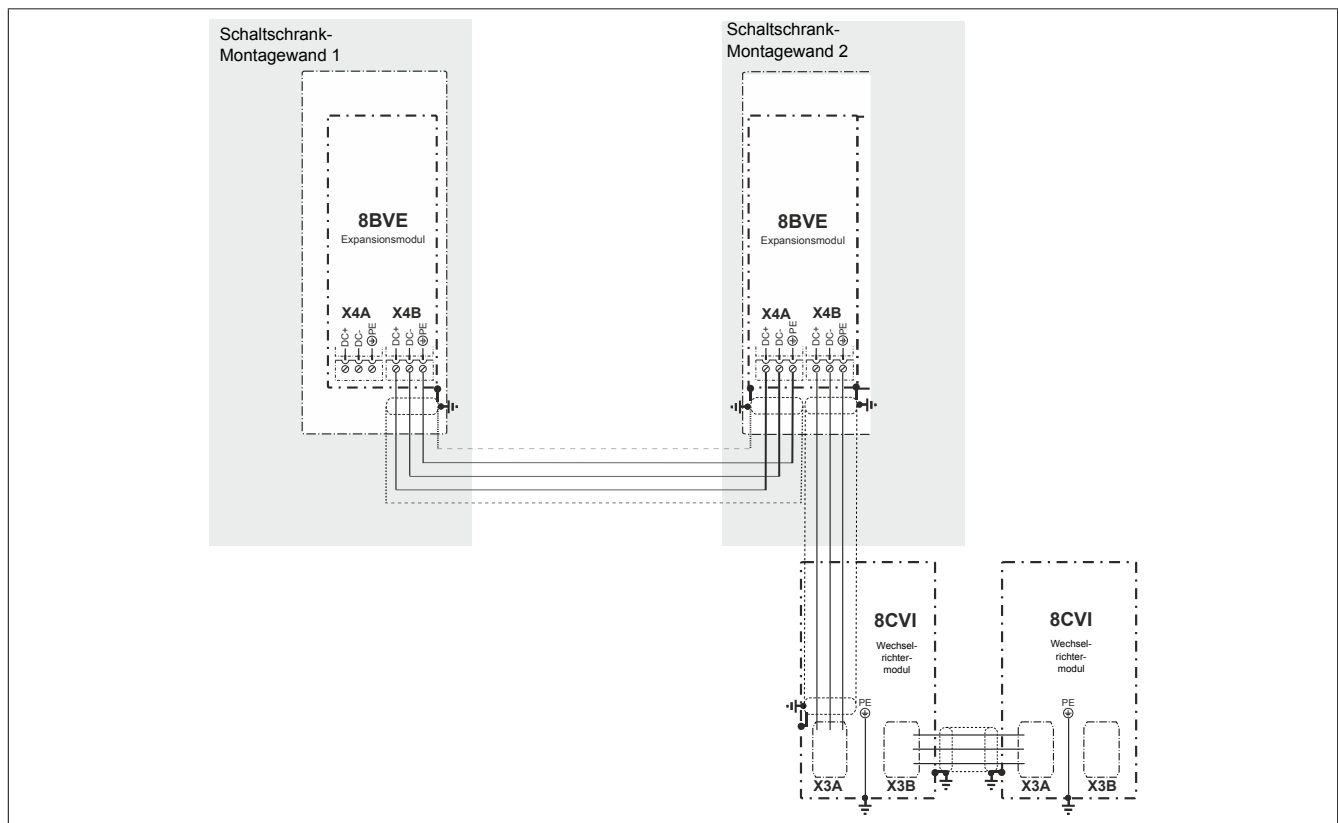 Schaltschrank-
Montagewand 1
Schaltschrank-
Montagewand 2
8BVE
Expansionsmodul
X4A X4B
DC+ DC- PE DC+ DC- PE
8BVE
Expansionsmodul
X4A X4B
DC+ DC- PE DC+ DC- PE
8CVI
Wechsel-
richter-
modul
PE
X3A X3B
8CVI
Wechsel-
richter-
modul
PE
X3A X3B